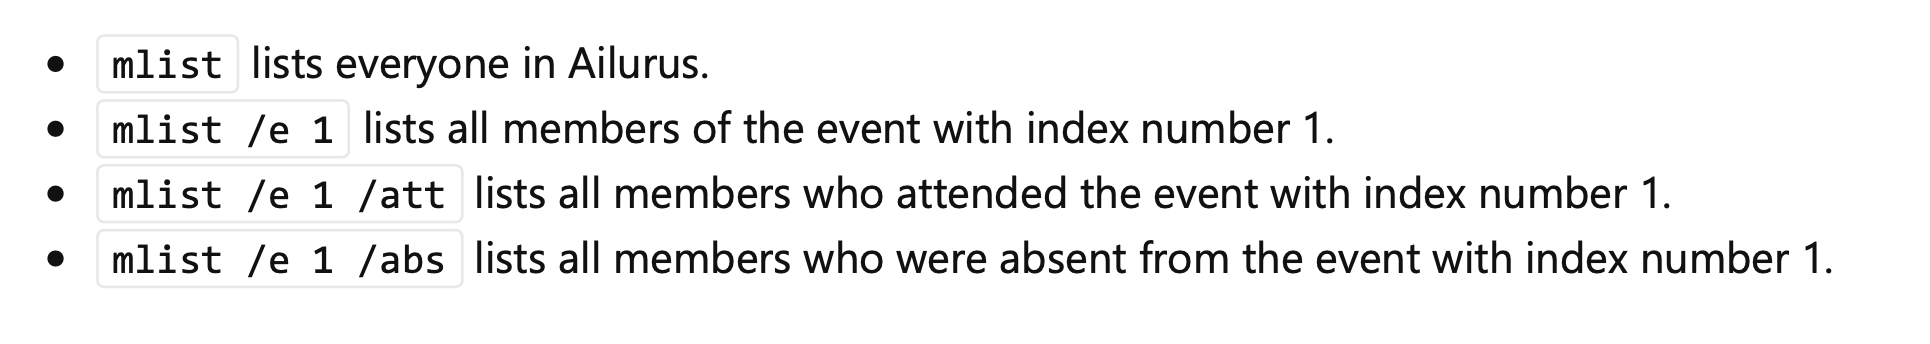 • mlist lists everyone in Ailurus.
• mlist /e 1 lists all members of the event with index number 1.
• mlist /e 1 /att lists all members who attended the event with index number 1.
• mlist /e 1 /abs lists all members who were absent from the event with index number 1.